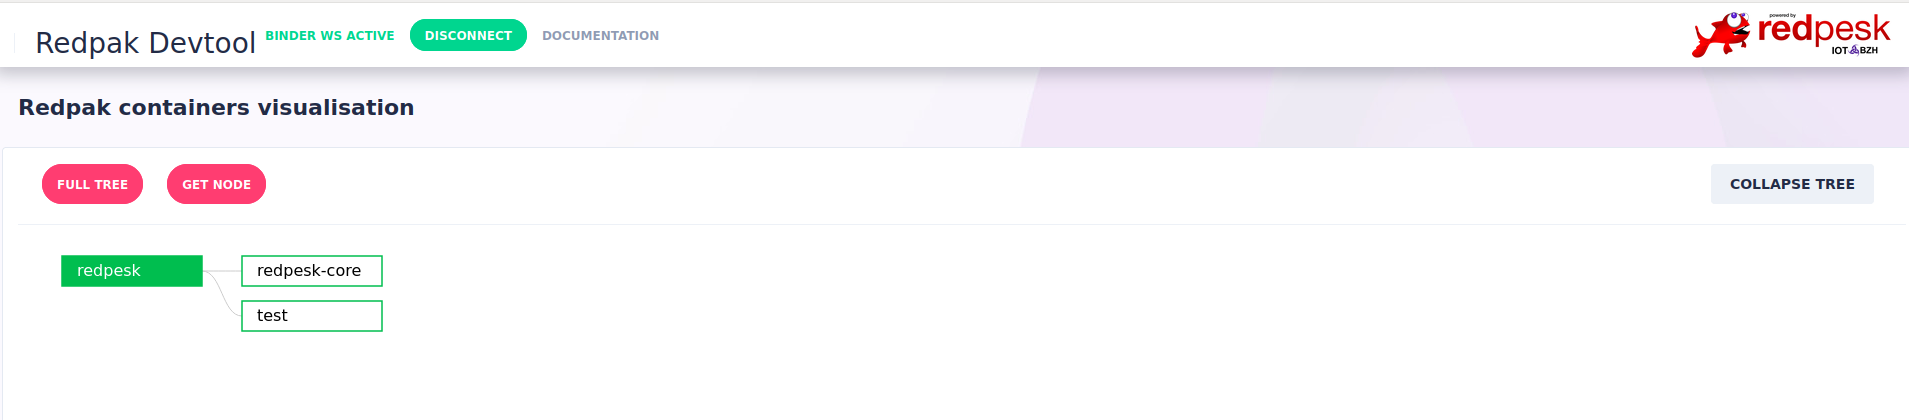 Redpak Devtool BINDER WS ACTIVE DISCONNECT DOCUMENTATION
powered by
redpesk
IOT BZH
Redpak containers visualisation
FULL TREE GET NODE COLLAPSE TREE
redpesk redpesk-core
test